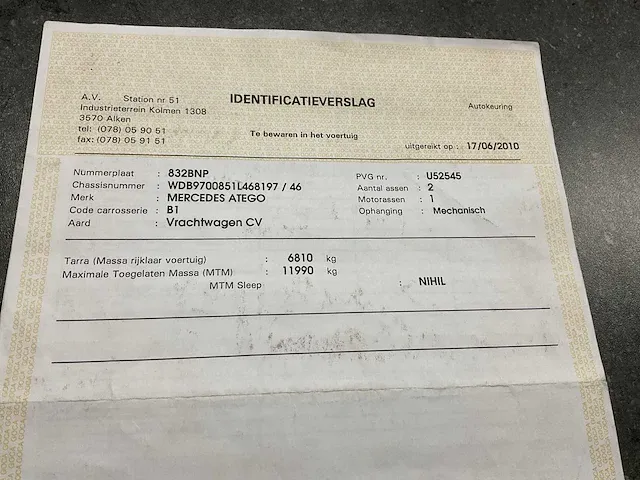 A.V. Station nr 51
Industrieterrein Kolmen 1308
3570 Alken
tel: (078) 05 90 51
fax: (078) 05 91 51
IDENTIFICATIEVERSLAG
Te bewaren in het voertuig
Autokeuring
uitgereikt op : 17/06/2010
Nummerplaat : 832BNP
Chassisnummer : WDB9700851L468197 / 46
Merk : MERCEDES ATEGO
Code carrosserie : B1
Aard : Vrachtwagen CV
PVG nr. : U52545
Aantal assen : 2
Motorassen : 1
Ophanging : Mechanisch
Tarra (Massa rijklaar voertuig) : 6810 kg
Maximale Toegelaten Massa (MTM) : 11990 kg
MTM Sleep : NIHIL